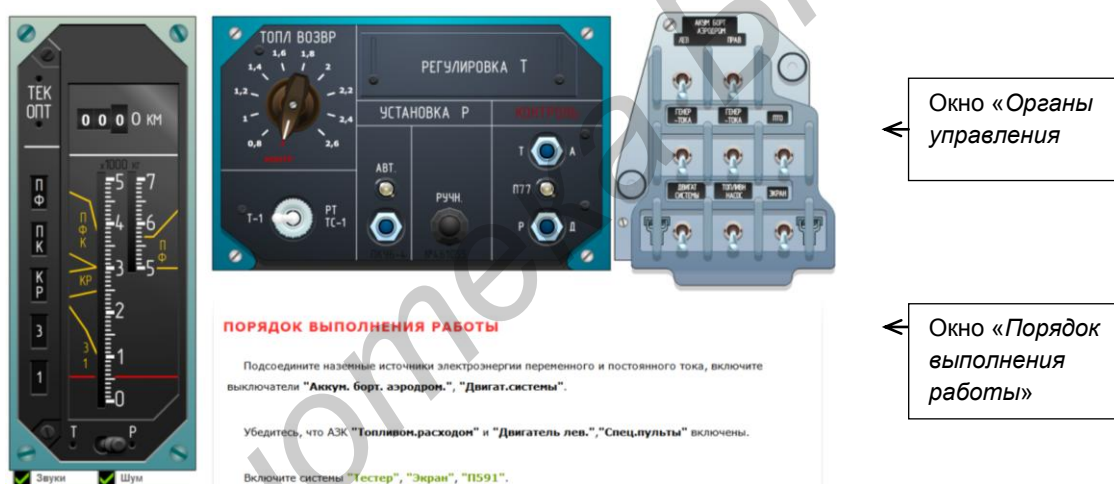 ТЕК
ОПТ
0 0 0 0 КМ
х1000 кг
П
Ф
П
К
К
Р
3
1
5 7
4 6
3 5
2
1
0
П
Ф
К
КР
3
1
П
Ф
Т Р
Звуки Шум
ТОПЛ ВОЗВР
1,6 1,8
1,4 2
1,2 2,2
1 2,4
0,8 2,6
РЕГУЛИРОВКА Т
УСТАНОВКА Р
КОНТРОЛЬ
АВТ.
РУЧН.
Т-1
РТ
ТС-1
Т А
П77
Р Д
АККУМ БОРТ
АЭРОДРОМ
ЛЕВ ПРАВ
ГЕНЕР
-ТОКА
ГЕНЕР
-ТОКА
ПТО
ДВИГАТ
СИСТЕМЫ
ТОПЛИВН
НАСОС
ЭКРАН
Окно «Органы
управления
ПОРЯДОК ВЫПОЛНЕНИЯ РАБОТЫ
Подсоедините наземные источники электроэнергии переменного и постоянного тока, включите
выключатели "Аккум. борт. аэродром.", "Двигат.системы".
Убедитесь, что АЗК "Топливом.расходом" и "Двигатель лев.","Спец.пульты" включены.
Включите системы "Тестер", "Экран", "П591".
Окно «Порядок
выполнения
работы»